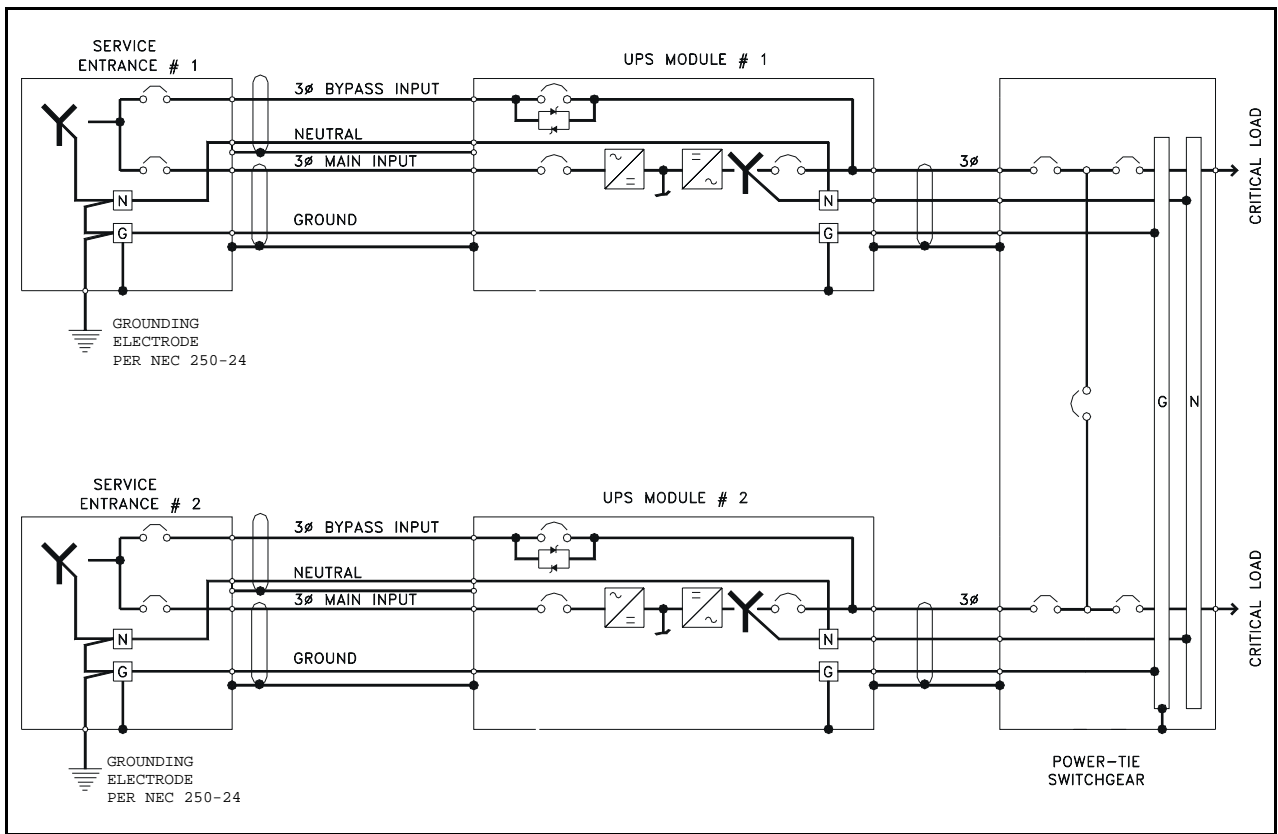 SERVICE
ENTRANCE # 1
UPS MODULE # 1
3ø BYPASS INPUT
NEUTRAL
3ø MAIN INPUT
3ø
N
N
GROUND
G
G
CRITICAL LOAD
GROUNDING
ELECTRODE
PER NEC 250-24
G
N
SERVICE
ENTRANCE # 2
UPS MODULE # 2
3ø BYPASS INPUT
NEUTRAL
3ø MAIN INPUT
3ø
N
N
GROUND
G
G
CRITICAL LOAD
GROUNDING
ELECTRODE
PER NEC 250-24
POWER-TIE
SWITCHGEAR